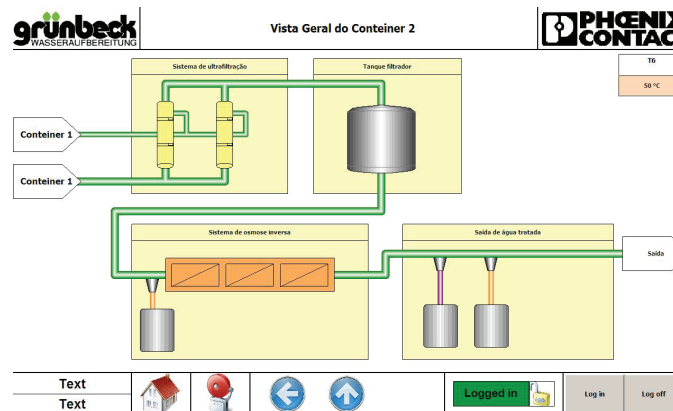 grünbeck
WASSERAUFBEREITUNG
Vista Geral do Conteiner 2
PHŒNIX
CONTACT
Sistema de ultrafiltração
Tanque filtrador
T6
50 °C
Conteiner 1
Conteiner 1
Sistema de osmose inversa
Saída de água tratada
Saída
Text
Text
Logged in
Log in
Log off